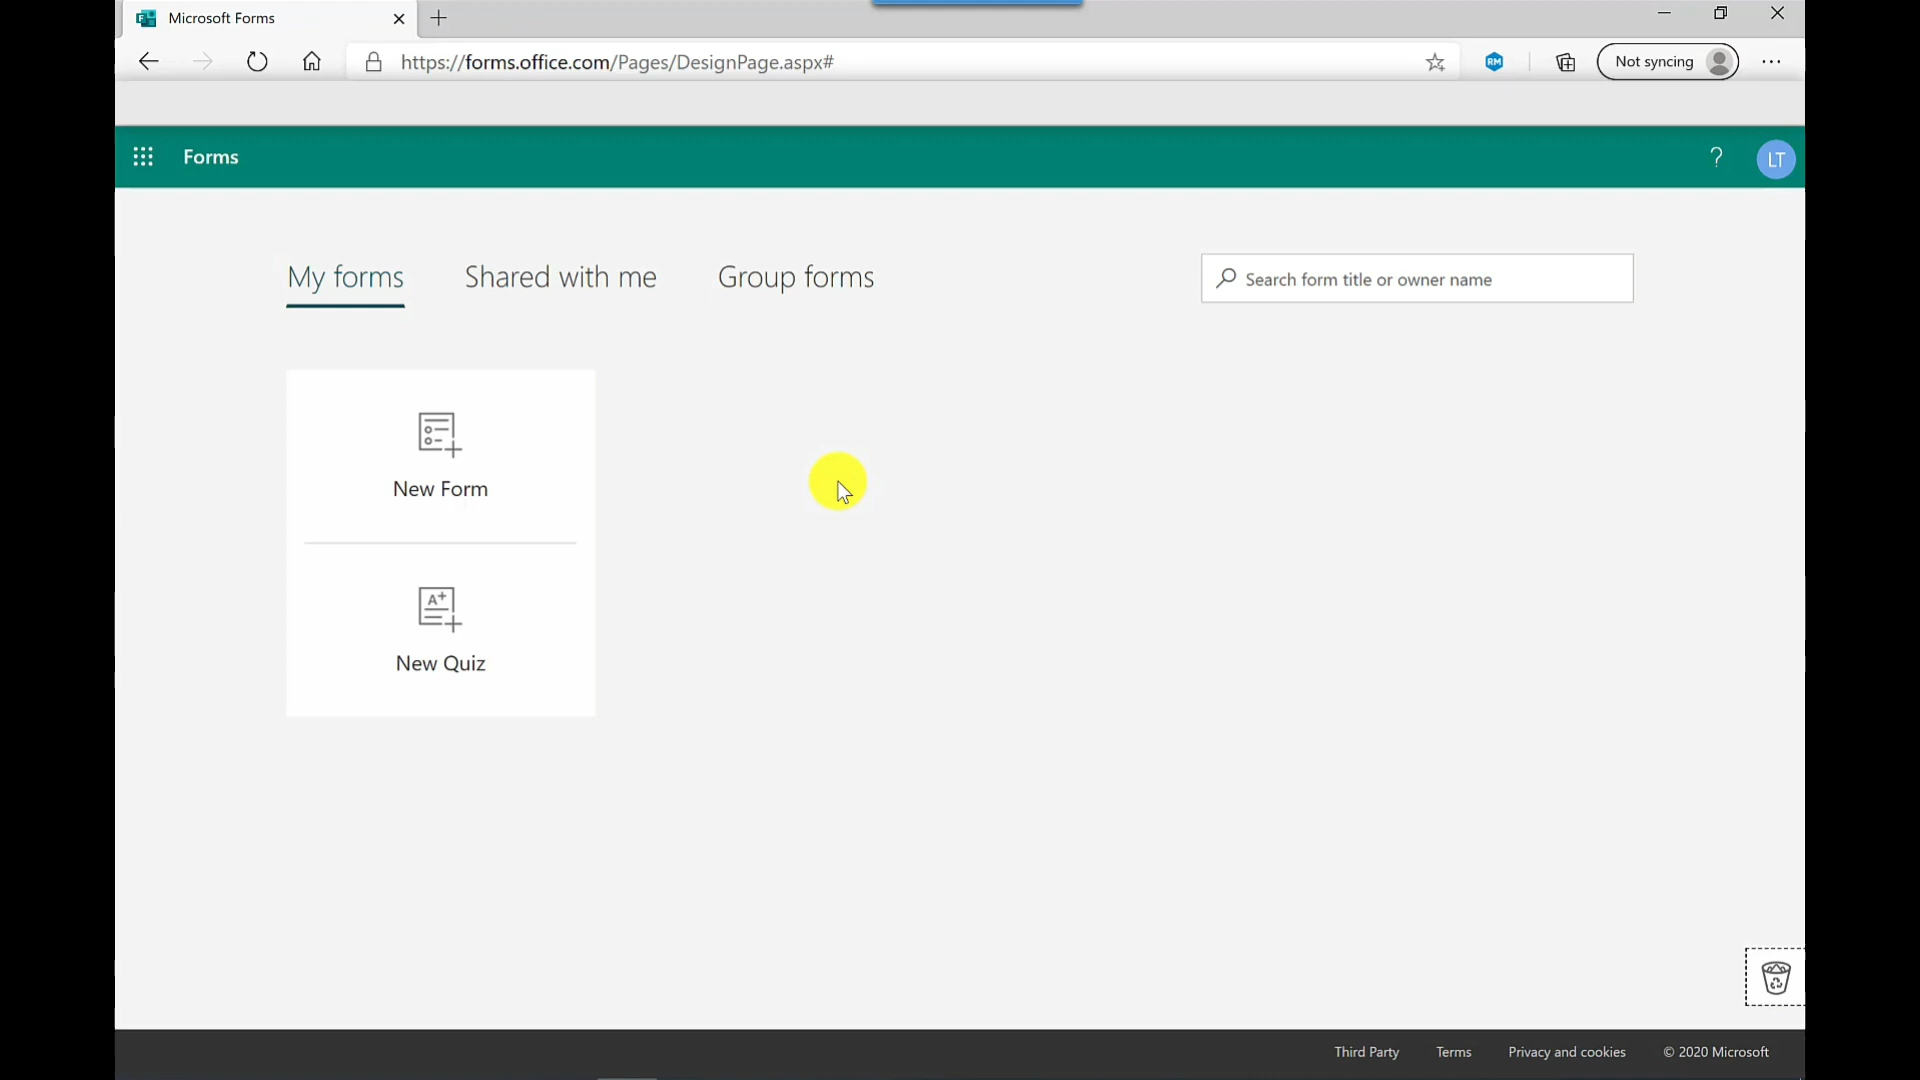 Microsoft Forms
https://forms.office.com/Pages/DesignPage.aspx#
RM
Not syncing
Forms
?
LT
My forms
Shared with me
Group forms
Search form title or owner name
New Form
A+
New Quiz
Third Party
Terms
Privacy and cookies
© 2020 Microsoft